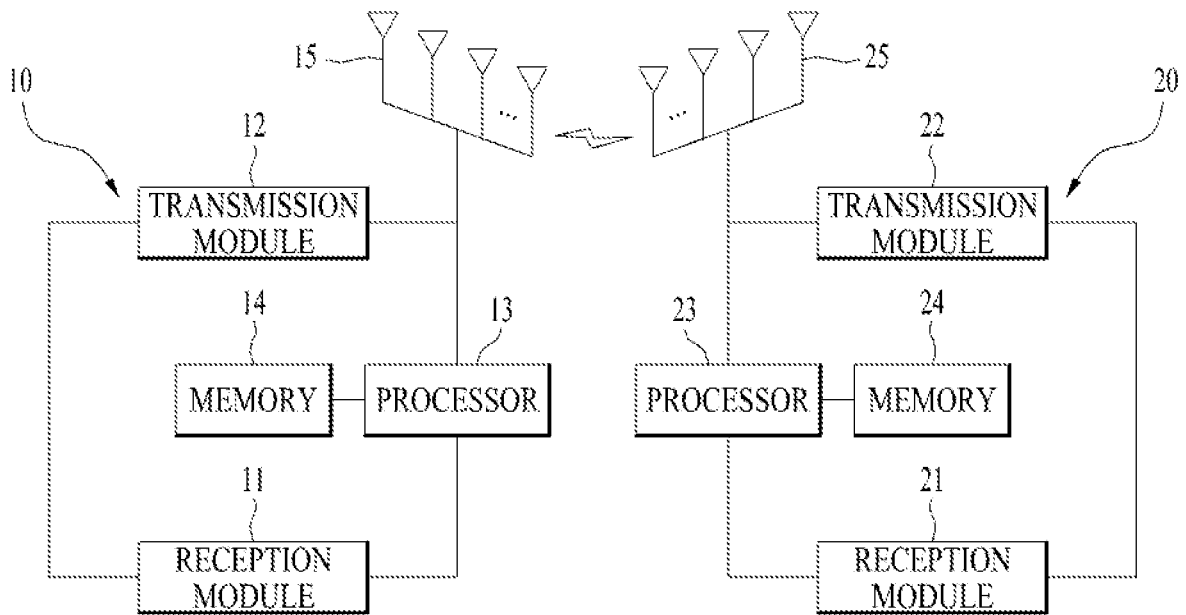 15
25
10
20
12
22
TRANSMISSION
MODULE
TRANSMISSION
MODULE
14
13
23
24
MEMORY
PROCESSOR
PROCESSOR
MEMORY
11
21
RECEPTION
MODULE
RECEPTION
MODULE